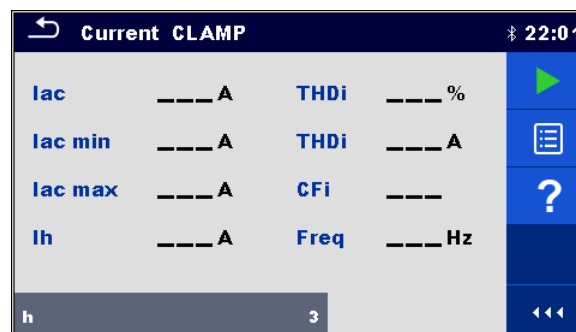 Current CLAMP 22:01
Iac ___A THDi ___%
Iac min ___A THDi ___A
Iac max ___A CFi ___
Ih ___A Freq ___Hz
?
h 3